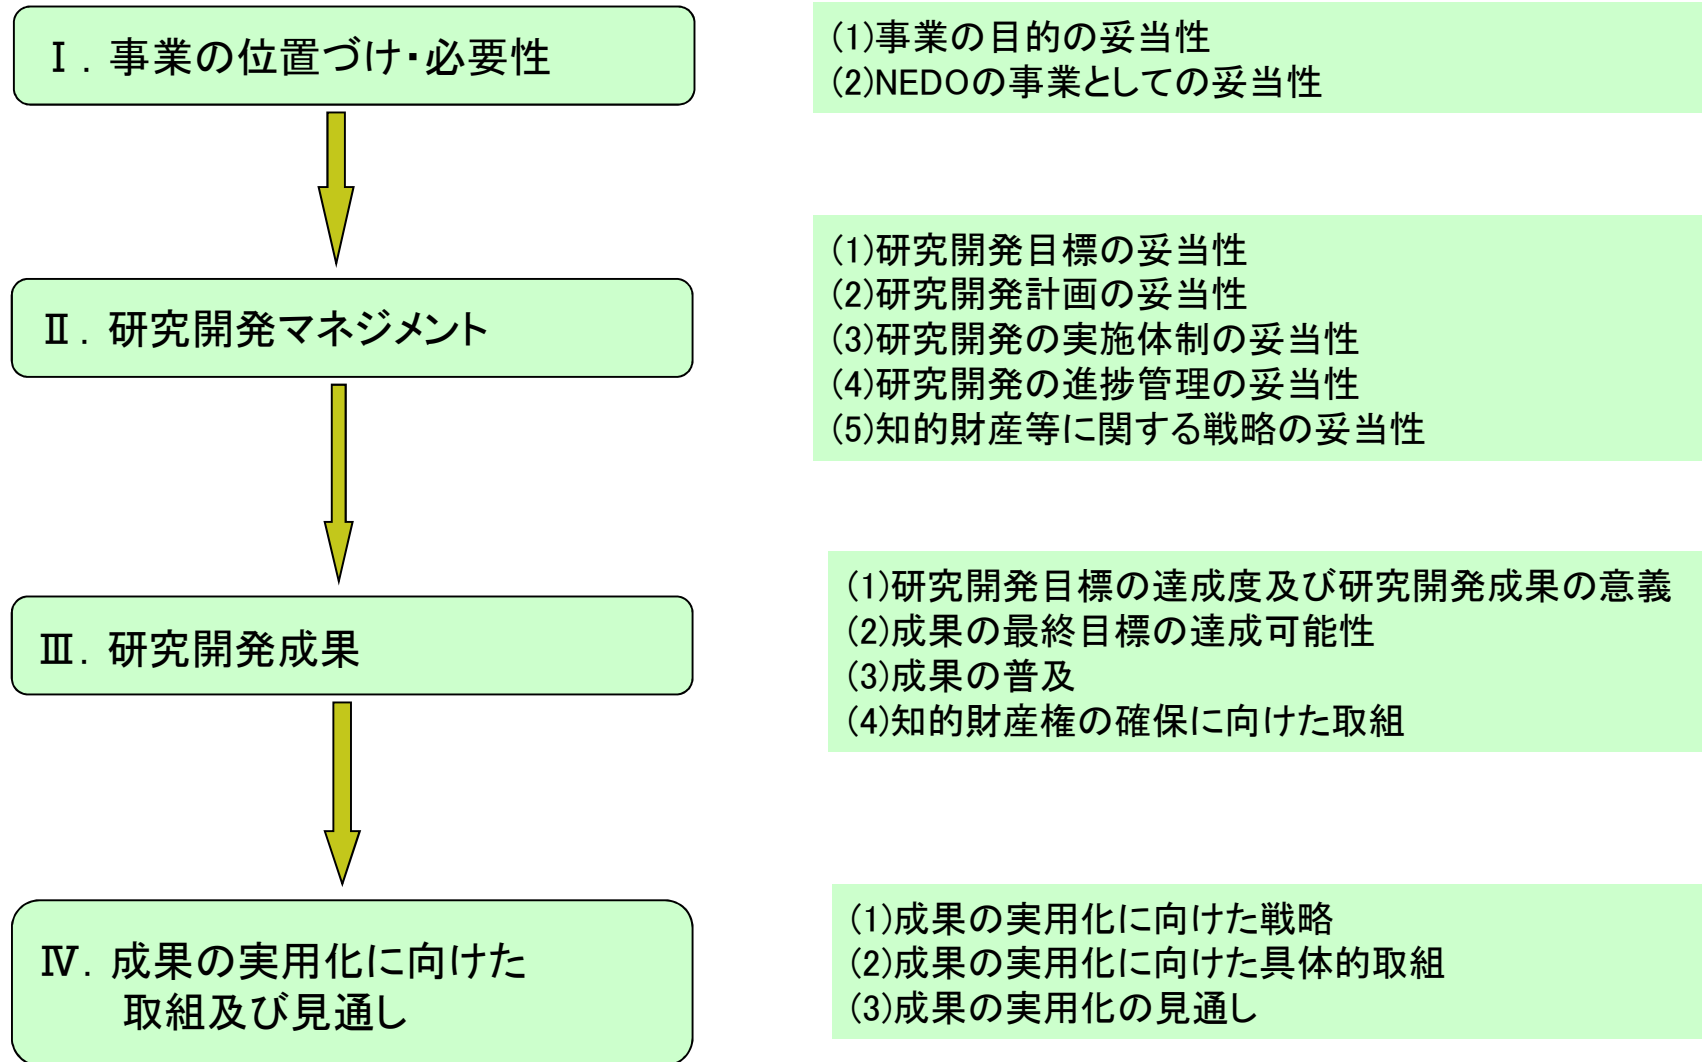 Ⅰ. 事業の位置づけ・必要性
(1)事業の目的の妥当性
(2)NEDOの事業としての妥当性
Ⅱ. 研究開発マネジメント
(1)研究開発目標の妥当性
(2)研究開発計画の妥当性
(3)研究開発の実施体制の妥当性
(4)研究開発の進捗管理の妥当性
(5)知的財産等に関する戦略の妥当性
Ⅲ. 研究開発成果
(1)研究開発目標の達成度及び研究開発成果の意義
(2)成果の最終目標の達成可能性
(3)成果の普及
(4)知的財産権の確保に向けた取組
Ⅳ. 成果の実用化に向けた
取組及び見通し
(1)成果の実用化に向けた戦略
(2)成果の実用化に向けた具体的取組
(3)成果の実用化の見通し